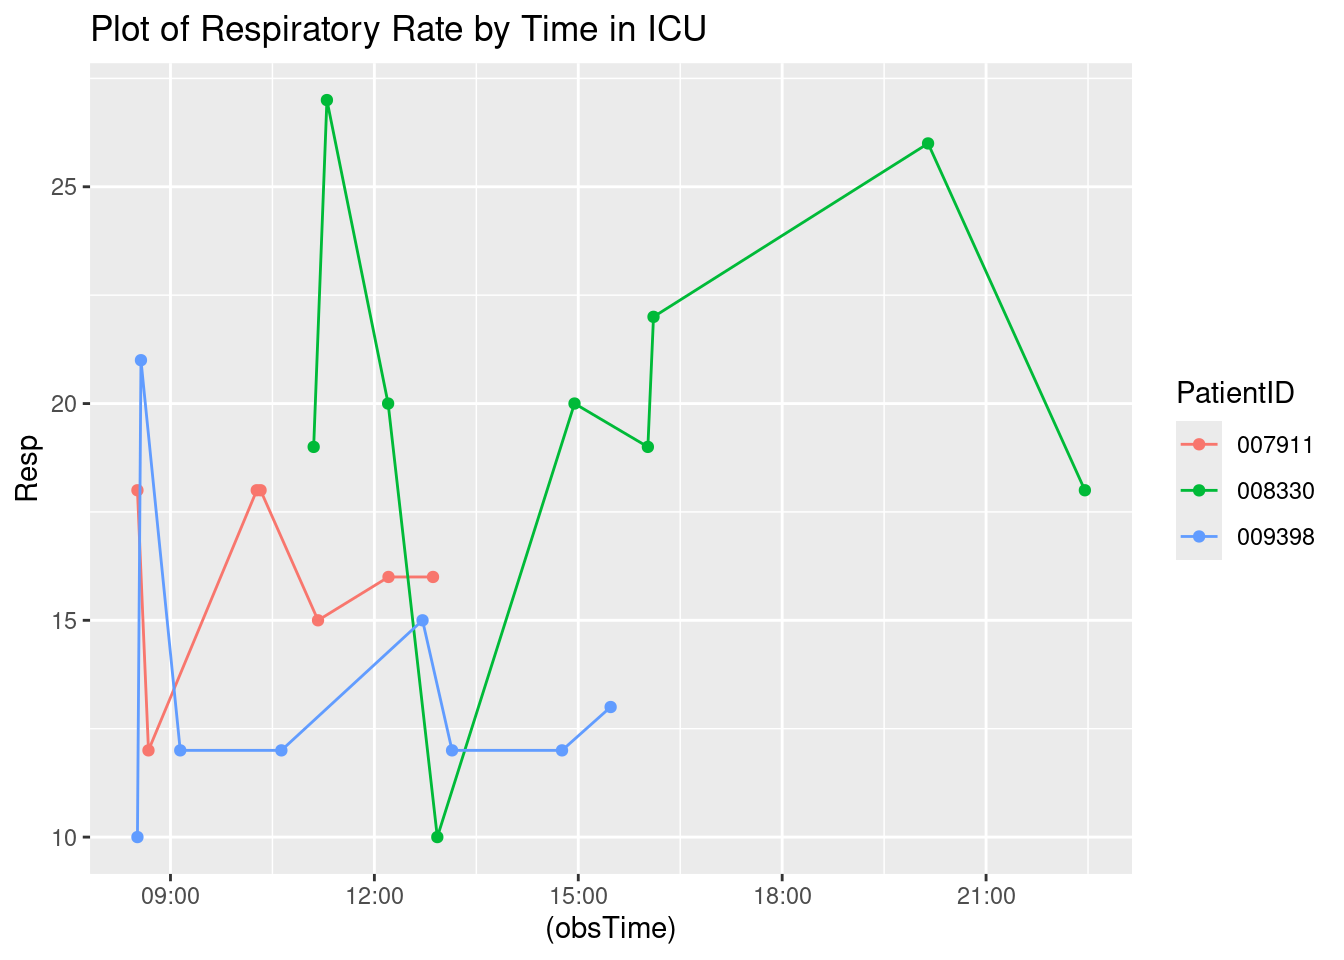 Plot of Respiratory Rate by Time in ICU
25
20
15
10
Resp
09:00 12:00 15:00 18:00 21:00
(obsTime)
PatientID
007911
008330
009398